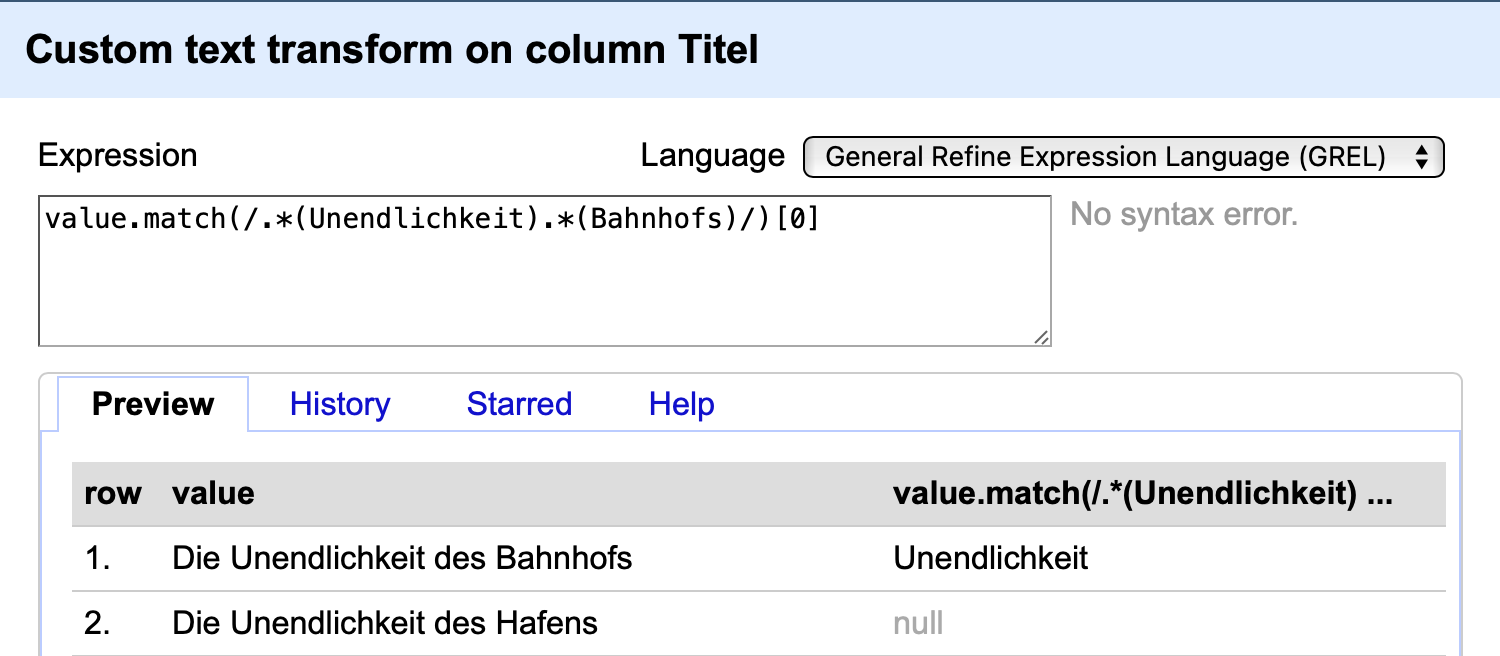 Custom text transform on column Titel
Expression Language General Refine Expression Language (GREL)
value.match(/.*(Unendlichkeit).*(Bahnhofs)/)[0] No syntax error.
Preview History Starred Help
row value value.match(/.*(Unendlichkeit) ...
1. Die Unendlichkeit des Bahnhofs Unendlichkeit
2. Die Unendlichkeit des Hafens null